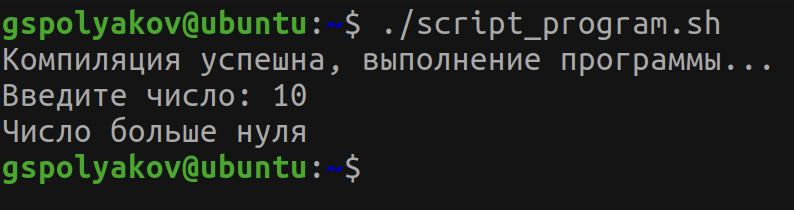 gspolyakov@ubuntu:~$ ./script_program.sh
Компиляция успешна, выполнение программы...
Введите число: 10
Число больше нуля
gspolyakov@ubuntu:~$